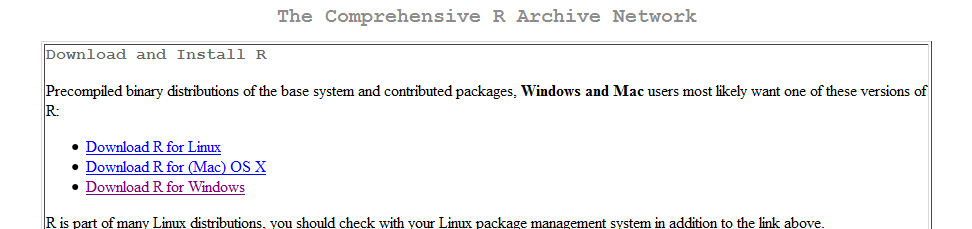 The Comprehensive R Archive Network
Download and Install R
Precompiled binary distributions of the base system and contributed packages, Windows and Mac users most likely want one of these versions of
R:
Download R for Linux
Download R for (Mac) OS X
Download R for Windows
R is part of many Linux distributions, you should check with your Linux package management system in addition to the link above.